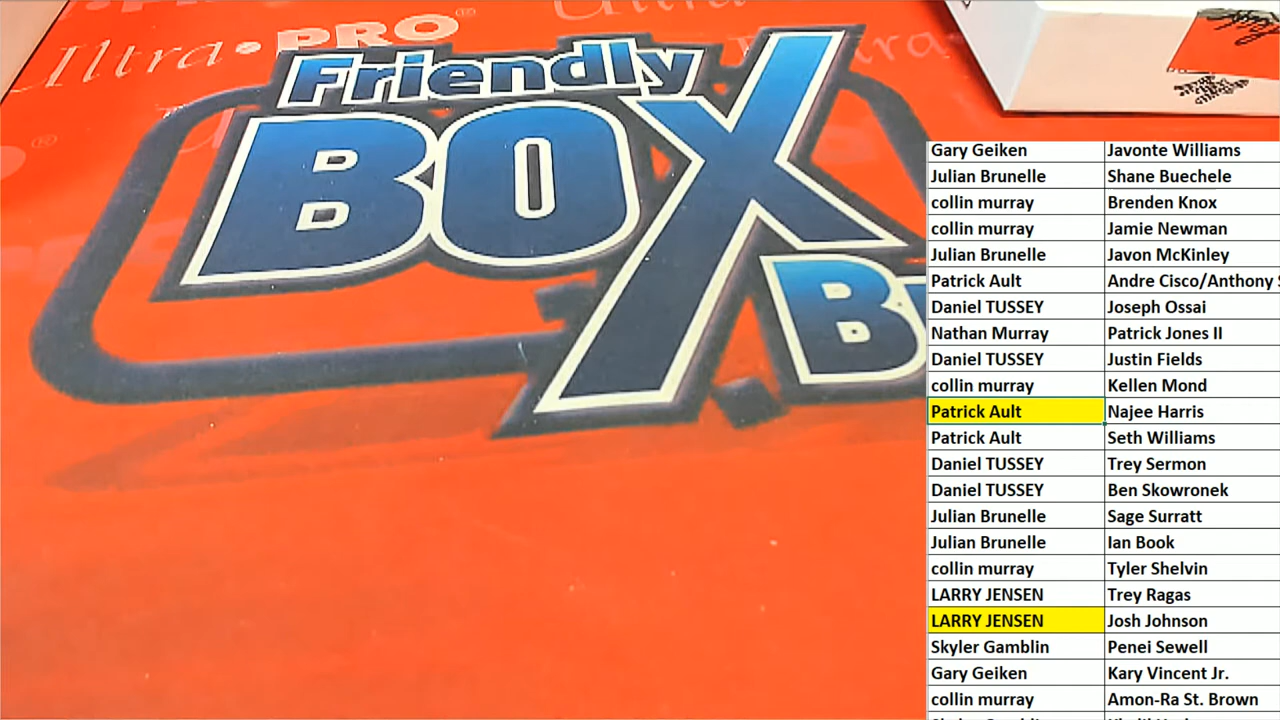 Ultra PRO®
Ultra
Friendly
BOX
B
Gary Geiken Javonte Williams
Julian Brunelle Shane Buechele
collin murray Brenden Knox
collin murray Jamie Newman
Julian Brunelle Javon McKinley
Patrick Ault Andre Cisco/Anthony
Daniel TUSSEY Joseph Ossai
Nathan Murray Patrick Jones II
Daniel TUSSEY Justin Fields
collin murray Kellen Mond
Patrick Ault Najee Harris
Patrick Ault Seth Williams
Daniel TUSSEY Trey Sermon
Daniel TUSSEY Ben Skowronek
Julian Brunelle Sage Surratt
Julian Brunelle Ian Book
collin murray Tyler Shelvin
LARRY JENSEN Trey Ragas
LARRY JENSEN Josh Johnson
Skyler Gamblin Penei Sewell
Gary Geiken Kary Vincent Jr.
collin murray Amon-Ra St. Brown